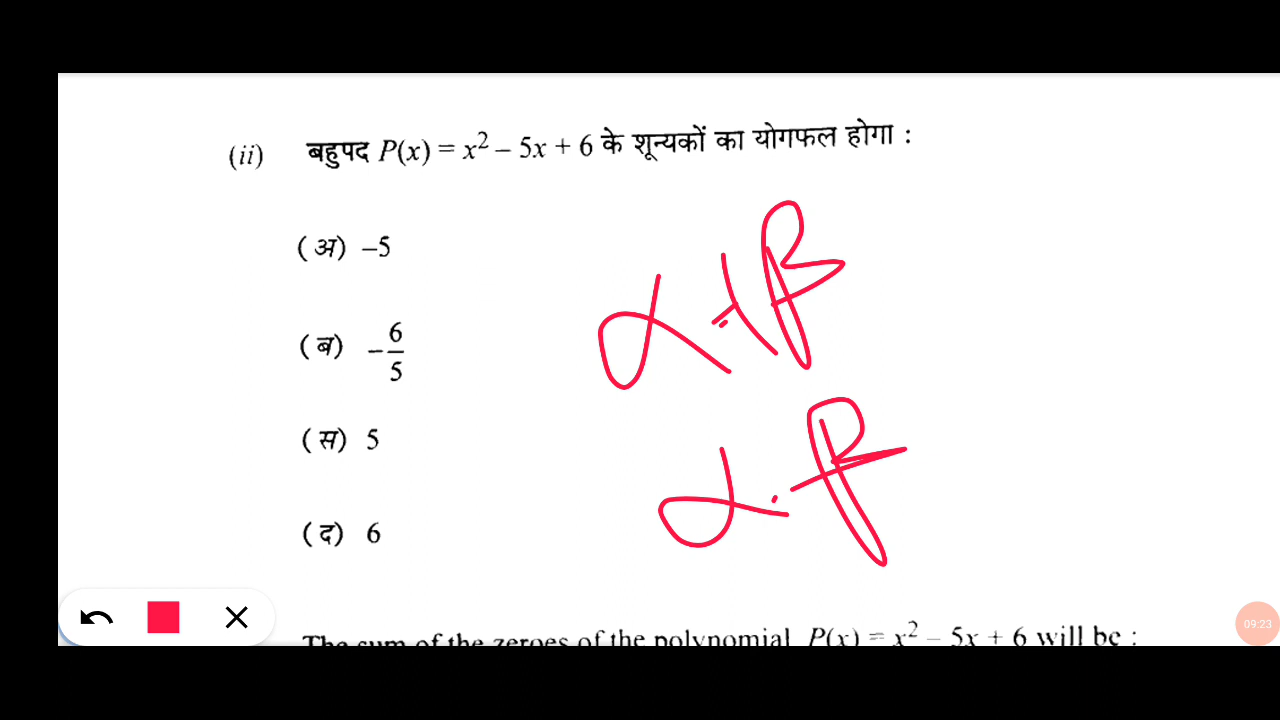 (ii) बहुपद P(x) = x² – 5x + 6 के शून्यकों का योगफल होगा :
(अ) –5
(ब) –6/5
(स) 5
(द) 6
α + β
α . β
The sum of the zeroes of the polynomial P(x) = x² – 5x + 6 will be :
09:23